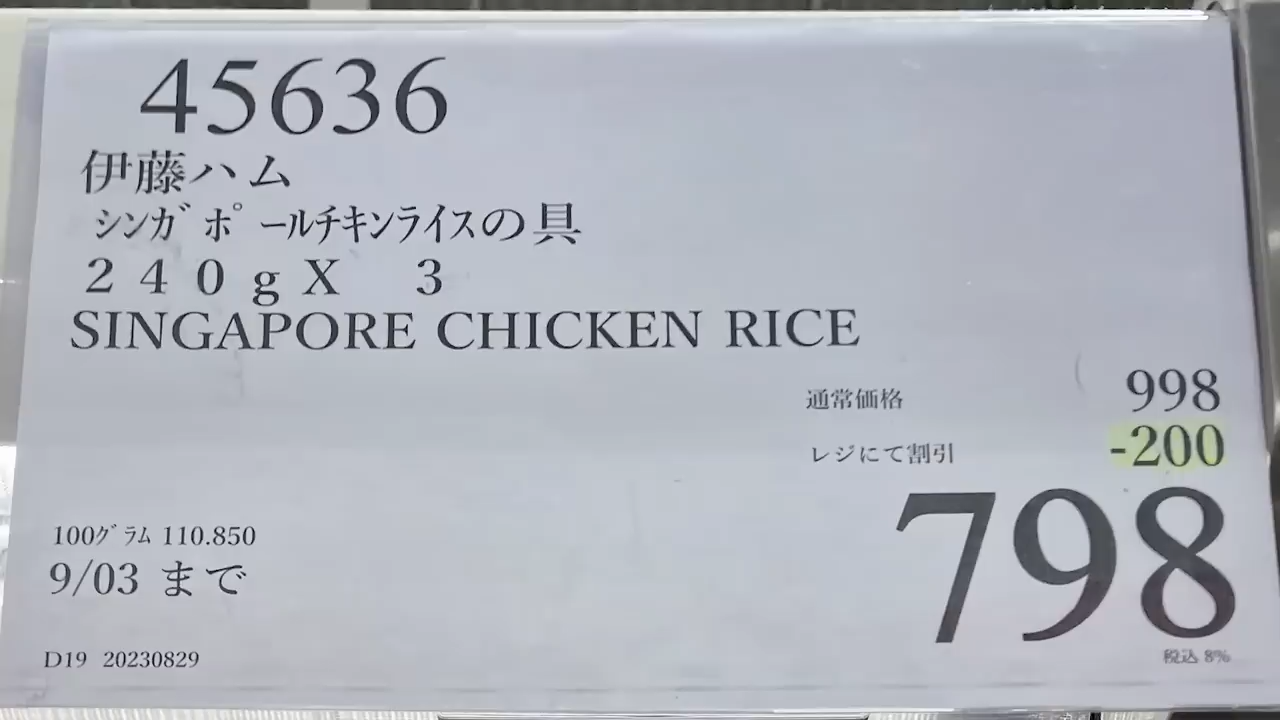 45636
伊藤ハム
ｼﾝｶﾞﾎﾟｰﾙチキンライスの具
２４０ｇＸ　３
SINGAPORE CHICKEN RICE
通常価格 998
レジにて割引 -200
798
税込 8%
100ｸﾞﾗﾑ 110.850
9/03 まで
D19 20230829